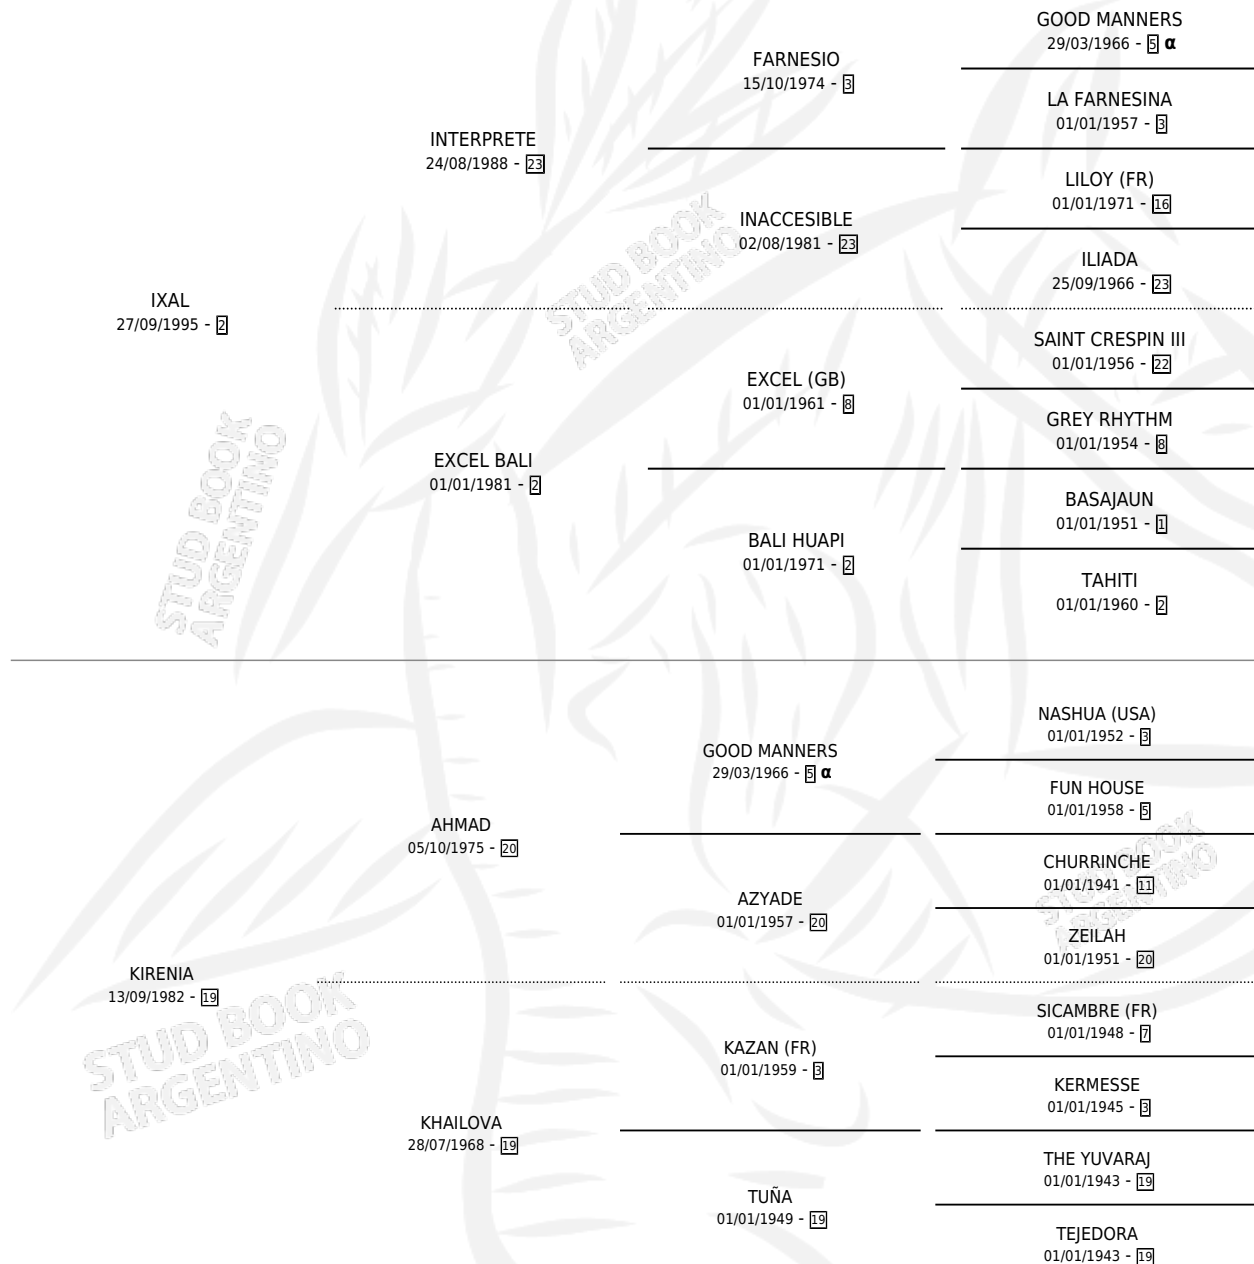 GOOD MANNERS
29/03/1966 - 5 α
FARNESIO
15/10/1974 - 3
LA FARNESINA
01/01/1957 - 3
INTERPRETE
24/08/1988 - 23
LILOY (FR)
01/01/1971 - 16
INACCESIBLE
02/08/1981 - 23
ILIADA
25/09/1966 - 23
IXAL
27/09/1995 - 2
SAINT CRESPIN III
01/01/1956 - 22
EXCEL (GB)
01/01/1961 - 8
GREY RHYTHM
01/01/1954 - 8
EXCEL BALI
01/01/1981 - 2
BASAJAUN
01/01/1951 - 1
BALI HUAPI
01/01/1971 - 2
TAHITI
01/01/1960 - 2
NASHUA (USA)
01/01/1952 - 3
GOOD MANNERS
29/03/1966 - 5 α
FUN HOUSE
01/01/1958 - 5
AHMAD
05/10/1975 - 20
CHURRINCHE
01/01/1941 - 11
AZYADE
01/01/1957 - 20
ZEILAH
01/01/1951 - 20
KIRENIA
13/09/1982 - 19
SICAMBRE (FR)
01/01/1948 - 7
KAZAN (FR)
01/01/1959 - 3
KERMESSE
01/01/1945 - 3
KHAILOVA
28/07/1968 - 19
THE YUVARAJ
01/01/1943 - 19
TUÑA
01/01/1949 - 19
TEJEDORA
01/01/1943 - 19
STUD BOOK
ARGENTINO
STUD BOOK
ARGENTINO
STUD BOOK
ARGENTINO
STUD BOOK
ARGENTINO